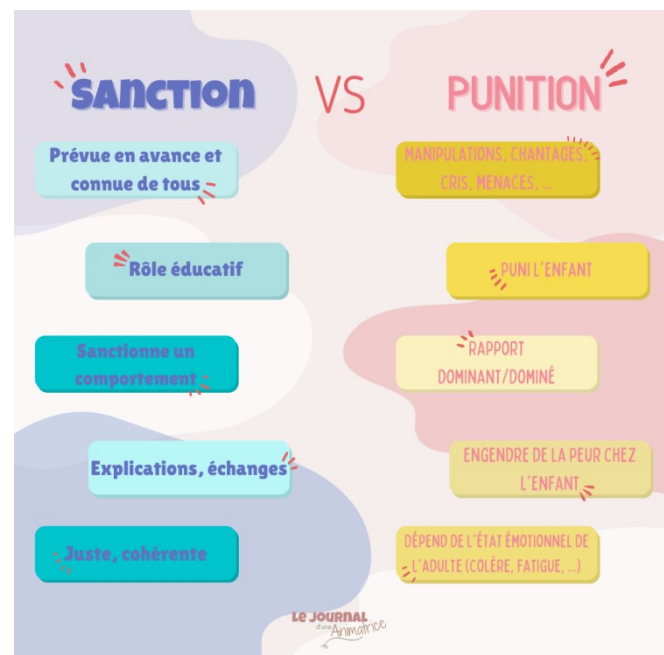 SANCTION VS PUNITION
Prévue en avance et
connue de tous
MANIPULATIONS, CHANTAGES,
CRIS, MENACES, ...
Rôle éducatif
PUNI L'ENFANT
Sanctionne un
comportement
RAPPORT
DOMINANT/DOMINÉ
Explications, échanges
ENGENDRE DE LA PEUR CHEZ
L'ENFANT
Juste, cohérente
DÉPEND DE L'ÉTAT ÉMOTIONNEL DE
L'ADULTE (COLÈRE, FATIGUE, ...)
LE JOURNAL
d'une Animatrice